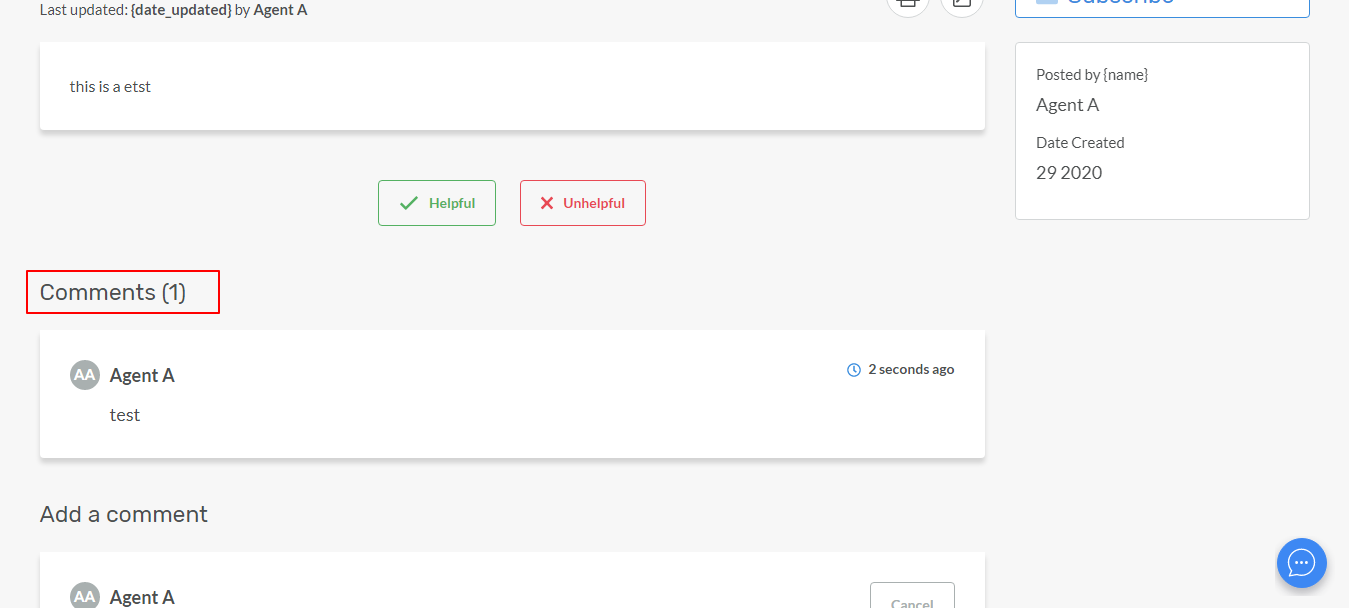 Last updated: {date_updated} by Agent A
Subscribe
this is a etst
Posted by {name}
Agent A
Date Created
29 2020
Helpful
Unhelpful
Comments (1)
AA Agent A
2 seconds ago
test
Add a comment
AA Agent A
Cancel